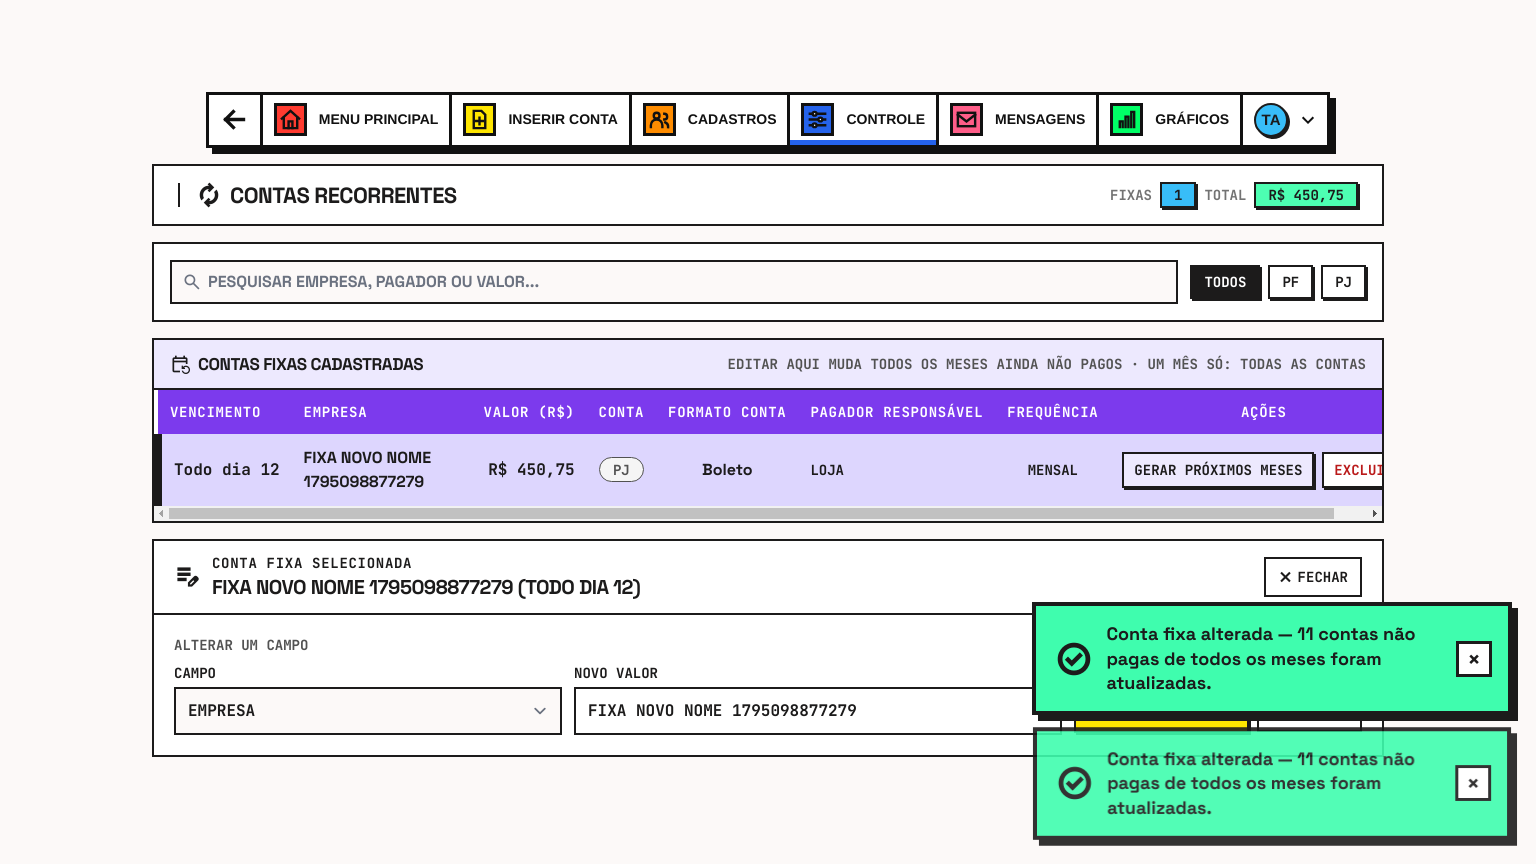 MENU PRINCIPAL
INSERIR CONTA
CADASTROS
CONTROLE
MENSAGENS
GRÁFICOS
TA
CONTAS RECORRENTES
FIXAS 1 TOTAL R$ 450,75
PESQUISAR EMPRESA, PAGADOR OU VALOR...
TODOS
PF
PJ
CONTAS FIXAS CADASTRADAS
EDITAR AQUI MUDA TODOS OS MESES AINDA NÃO PAGOS · UM MÊS SÓ: TODAS AS CONTAS
VENCIMENTO EMPRESA VALOR (R$) CONTA FORMATO CONTA PAGADOR RESPONSÁVEL FREQUÊNCIA AÇÕES
Todo dia 12
FIXA NOVO NOME
1795098877279
R$ 450,75
PJ
Boleto
LOJA
MENSAL
GERAR PRÓXIMOS MESES
EXCLUI
CONTA FIXA SELECIONADA
FIXA NOVO NOME 1795098877279 (TODO DIA 12)
FECHAR
ALTERAR UM CAMPO
CAMPO
EMPRESA
NOVO VALOR
FIXA NOVO NOME 1795098877279
Conta fixa alterada — 11 contas não
pagas de todos os meses foram
atualizadas.
Conta fixa alterada — 11 contas não
pagas de todos os meses foram
atualizadas.